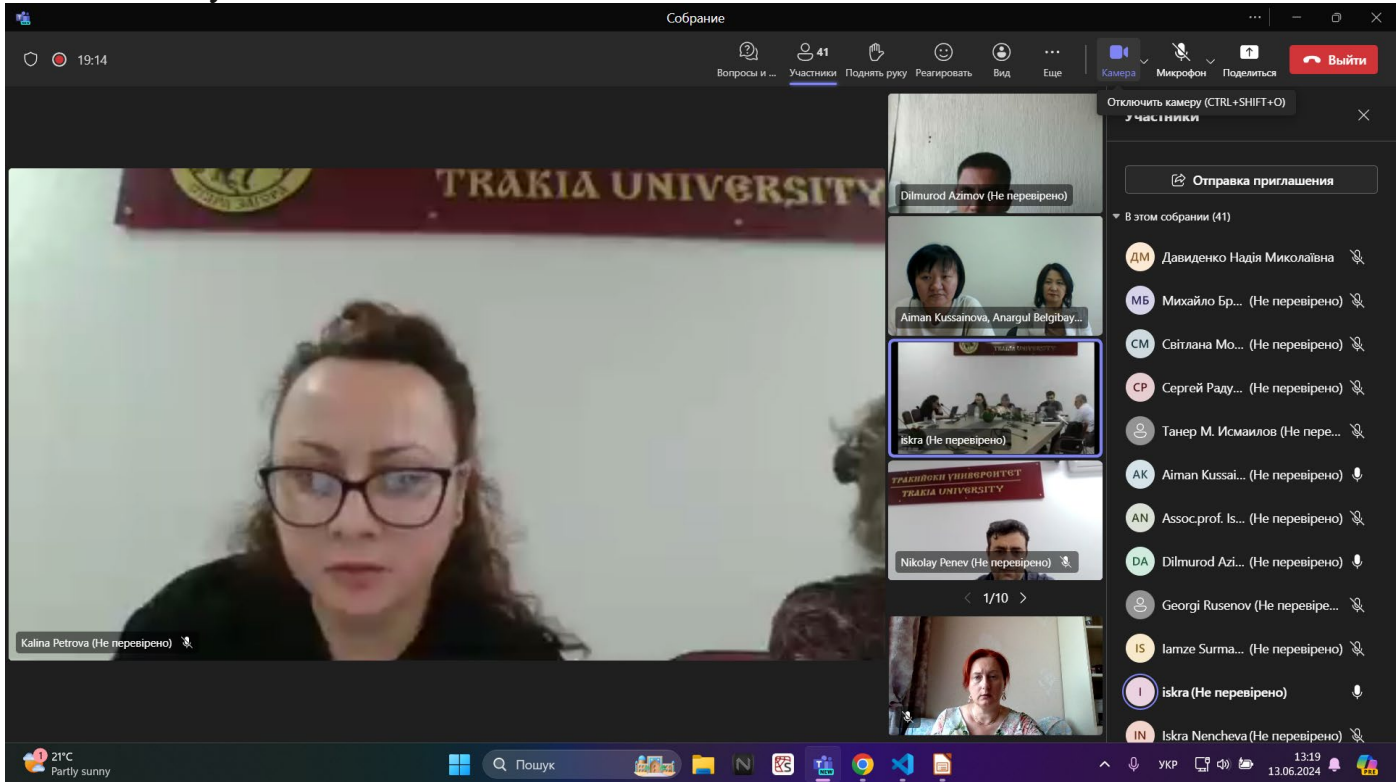 Собрание
19:14
Вопросы и ...
41
Участники
Поднять руку
Реагировать
Вид
Еще
Камера
Микрофон
Поделиться
Выйти
Отключить камеру (CTRL+SHIFT+O)
Участники
Отправка приглашения
В этом собрании (41)
ДМ Давиденко Надія Миколаївна
МБ Михайло Бр... (Не перевірено)
СМ Світлана Мо... (Не перевірено)
СР Сергей Раду... (Не перевірено)
Танер М. Исмаилов (Не пере...
AK Aiman Kussai... (Не перевірено)
AN Assoc.prof. Is... (Не перевірено)
DA Dilmurod Azi... (Не перевірено)
Georgi Rusenov (Не перевіре...
IS Iamze Surma... (Не перевірено)
I iskra (Не перевірено)
IN Iskra Nencheva (Не перевірено)
TRAKIA UNIVERSITY
Kalina Petrova (Не перевірено)
Dilmurod Azimov (Не перевірено)
Aiman Kussainova, Anargul Belgibay...
TRAKIA UNIVERSITY
iskra (Не перевірено)
ТРАКИЙСКИ УНИВЕРСИТЕТ
TRAKIA UNIVERSITY
Nikolay Penev (Не перевірено)
1/10
1
21°C
Partly sunny
Пошук
NEW
УКР
13:19
13.06.2024
PRE